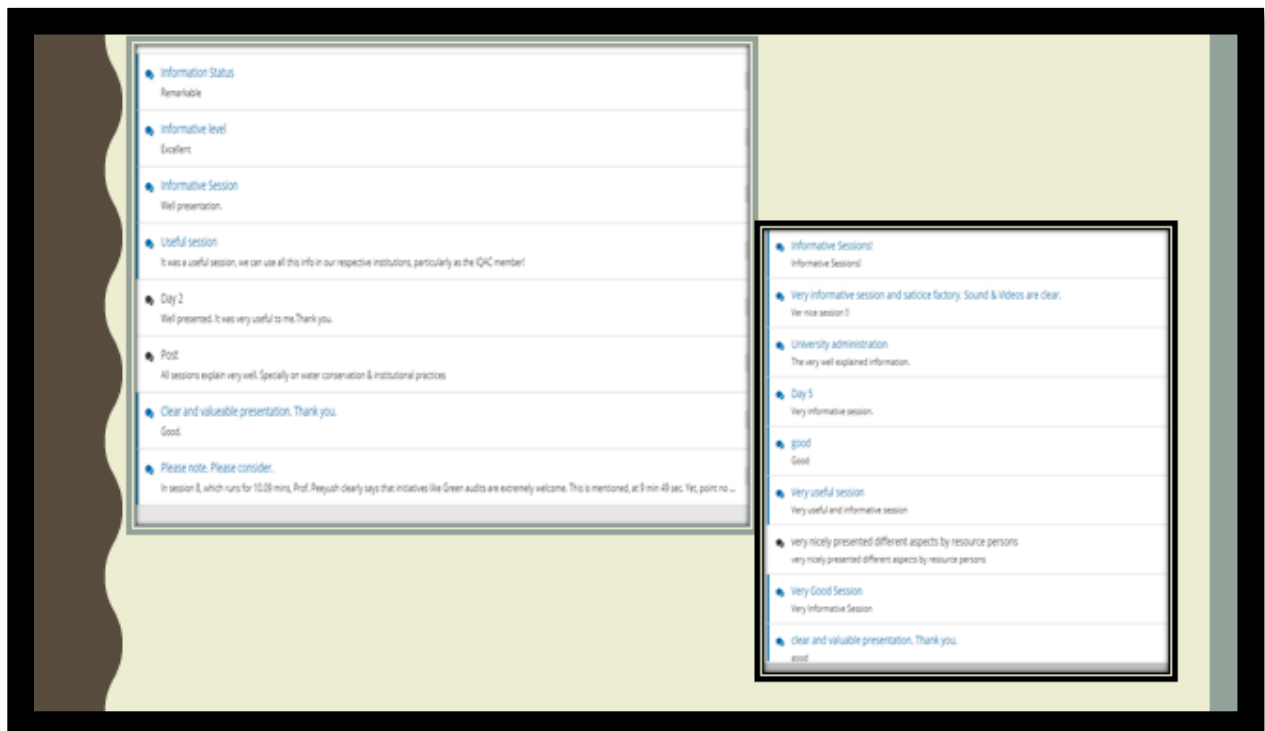 Information Status
Remarkable
Informative level
Excellent
Informative Session
Well presentation.
Useful session
It was a useful session, we can use all this info in our respective institutions, particularly as the IQAC member!
Day 2
Well presented. It was very useful to me.Thank you.
Post
All sessions explain very well. Specially on water conservation & institutional practices
Clear and valueable presentation. Thank you.
Good.
Please note. Please consider.
In session 8, which runs for 10.09 mins, Prof. Peeyush clearly says that initiatives like Green audits are extremely welcome. This is mentioned, at 9 min 49 sec. Yet, point no ...
Informative Sessions!
Informative Sessions!
Very informative session and saticice factory. Sound & Videos are clear.
Ver nice session !!
University administration
The very well explained information.
Day 5
Very informative session.
good
Good
Very useful session
Very useful and informative session
very nicely presented different aspects by resource persons
very nicely presented different aspects by resource persons
Very Good Session
Very Informative Session
clear and valuable presentation. Thank you.
good